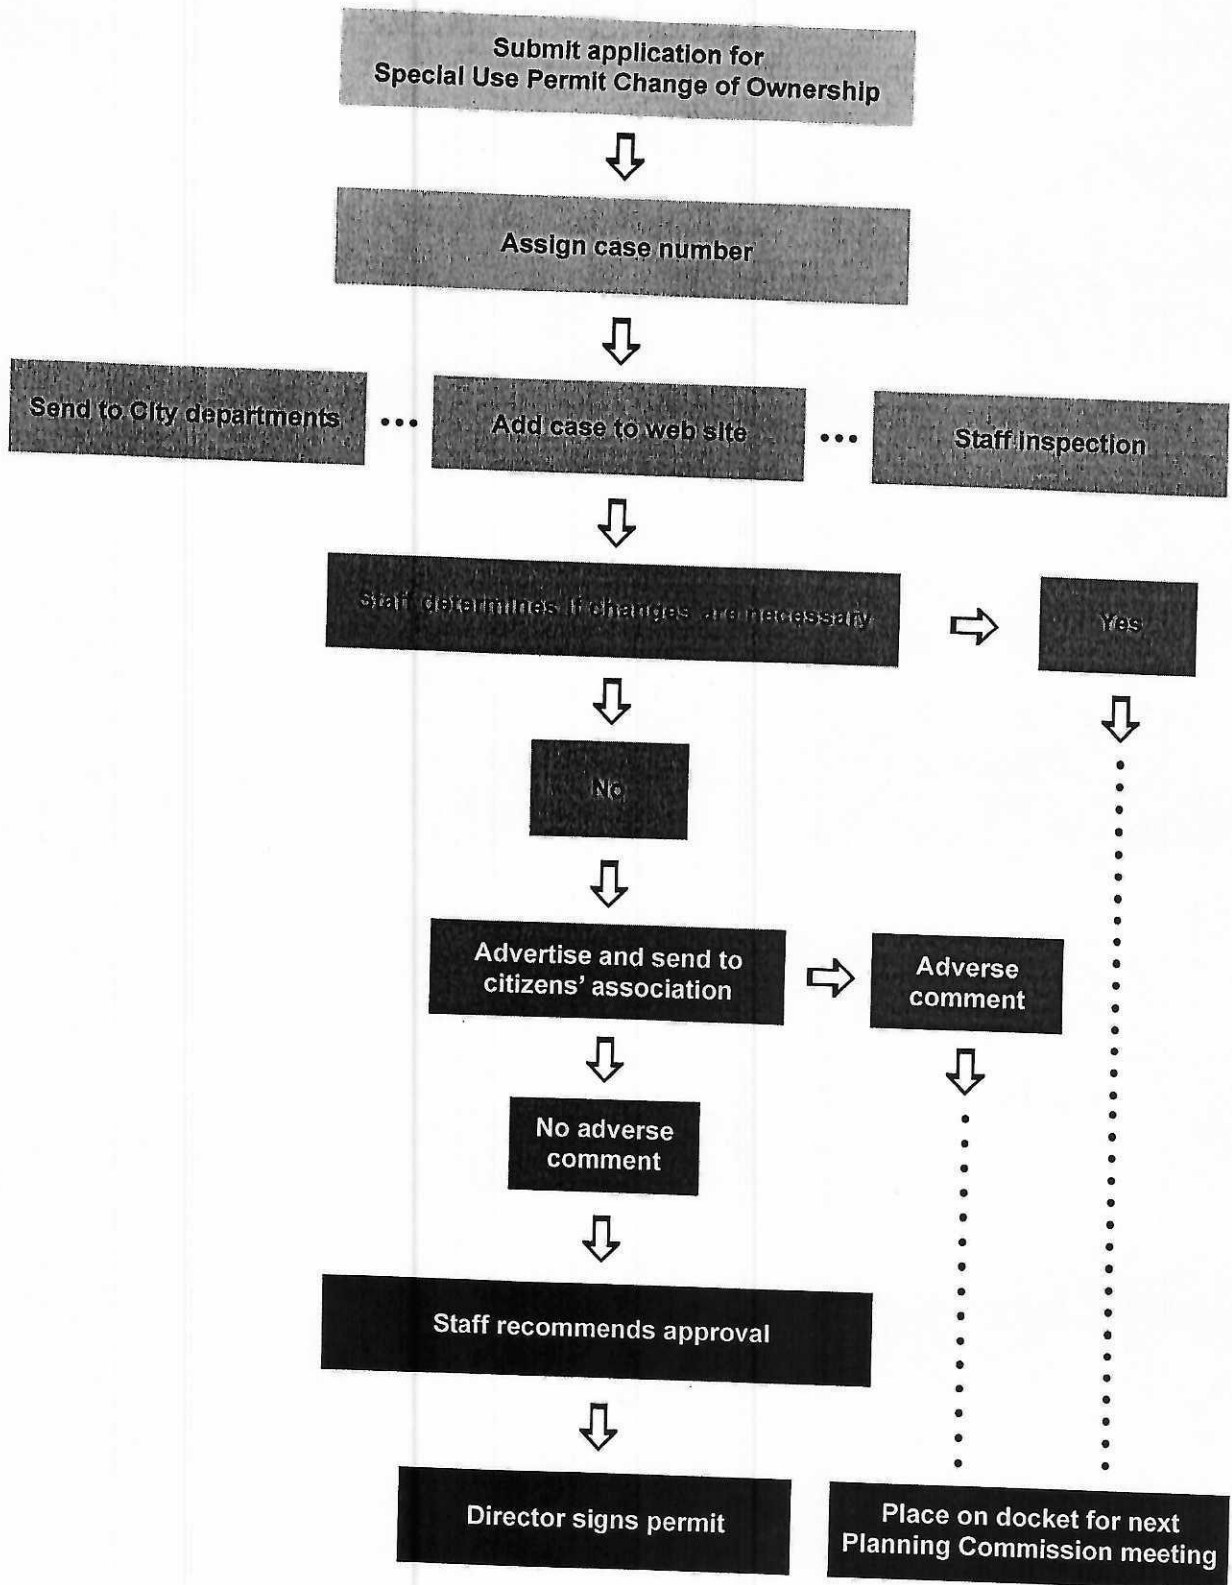 Submit application for
Special Use Permit Change of Ownership
Assign case number
Send to City departments
Add case to web site
Staff inspection
Staff determines if changes are necessary
Yes
No
Advertise and send to
citizens' association
Adverse
comment
No adverse
comment
Staff recommends approval
Director signs permit
Place on docket for next
Planning Commission meeting